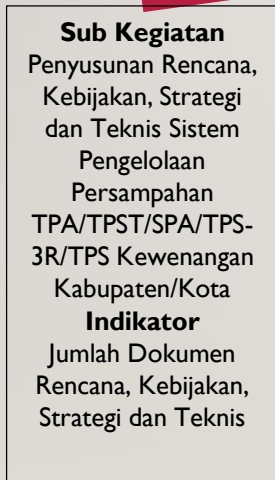 Sub Kegiatan
Penyusunan Rencana,
Kebijakan, Strategi
dan Teknis Sistem
Pengelolaan
Persampahan
TPA/TPST/SPA/TPS-
3R/TPS Kewenangan
Kabupaten/Kota
Indikator
Jumlah Dokumen
Rencana, Kebijakan,
Strategi dan Teknis